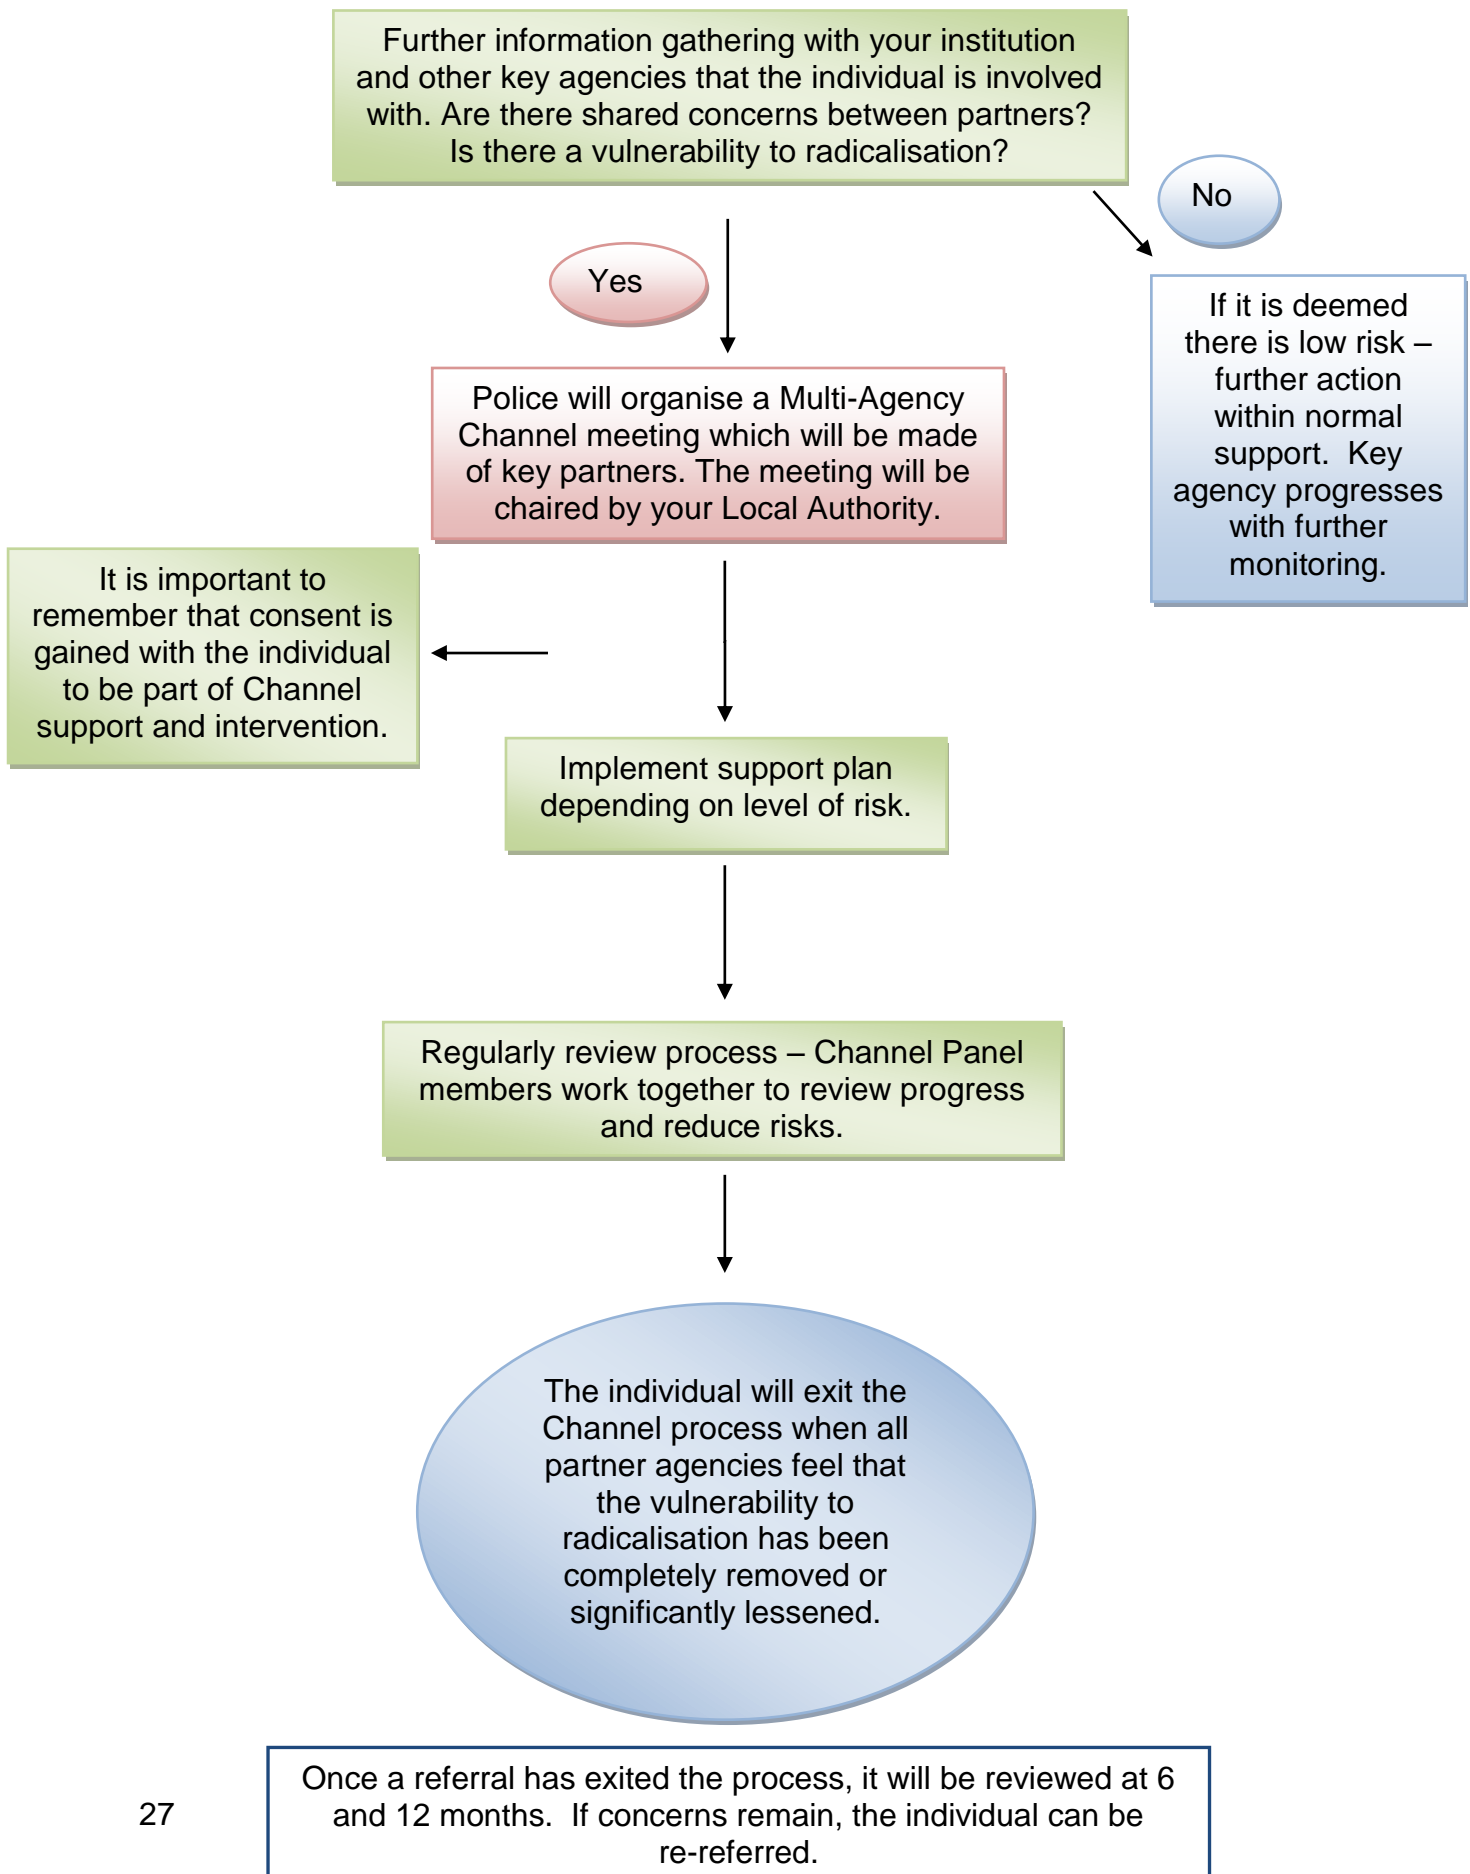 Further information gathering with your institution
and other key agencies that the individual is involved
with. Are there shared concerns between partners?
Is there a vulnerability to radicalisation?
No
Yes
If it is deemed
there is low risk –
further action
within normal
support.  Key
agency progresses
with further
monitoring.
Police will organise a Multi-Agency
Channel meeting which will be made
of key partners. The meeting will be
chaired by your Local Authority.
It is important to
remember that consent is
gained with the individual
to be part of Channel
support and intervention.
Implement support plan
depending on level of risk.
Regularly review process – Channel Panel
members work together to review progress
and reduce risks.
The individual will exit the
Channel process when all
partner agencies feel that
the vulnerability to
radicalisation has been
completely removed or
significantly lessened.
Once a referral has exited the process, it will be reviewed at 6
and 12 months.  If concerns remain, the individual can be
re-referred.
27